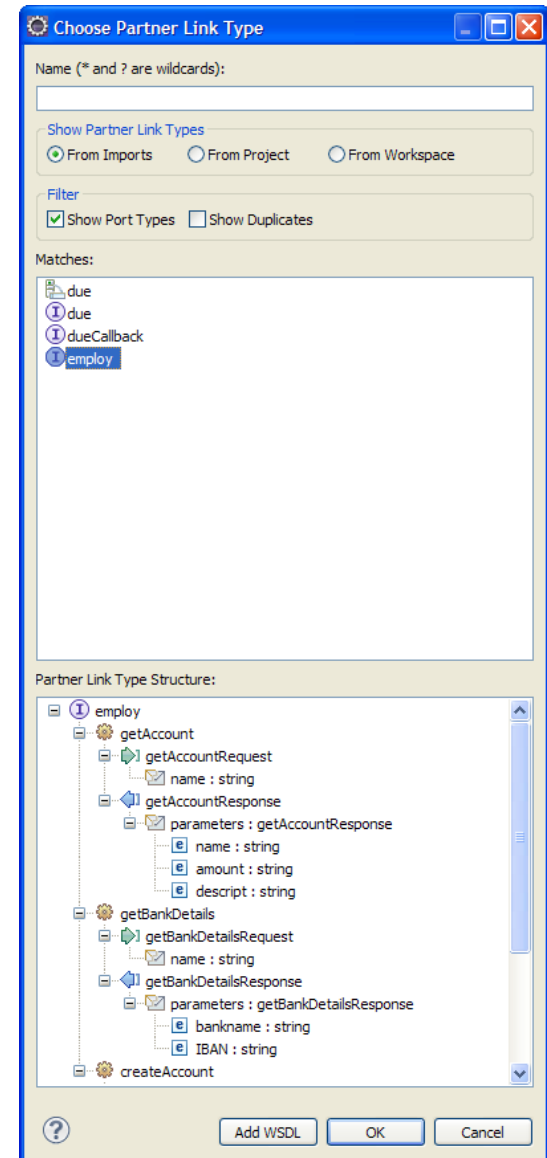 Choose Partner Link Type
Name (* and ? are wildcards):
Show Partner Link Types
From Imports From Project From Workspace
Filter
Show Port Types Show Duplicates
Matches:
due
I due
I dueCallback
I employ
Partner Link Type Structure:
I employ
getAccount
getAccountRequest
name : string
getAccountResponse
parameters : getAccountResponse
e name : string
e amount : string
e descript : string
getBankDetails
getBankDetailsRequest
name : string
getBankDetailsResponse
parameters : getBankDetailsResponse
e bankname : string
e IBAN : string
createAccount
? Add WSDL OK Cancel